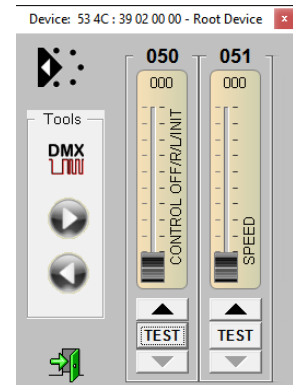 Device: 53 4C : 39 02 00 00 - Root Device
x
050 051
000 000
Tools
DMX
CONTROL OFF/R/L/INIT
SPEED
TEST TEST